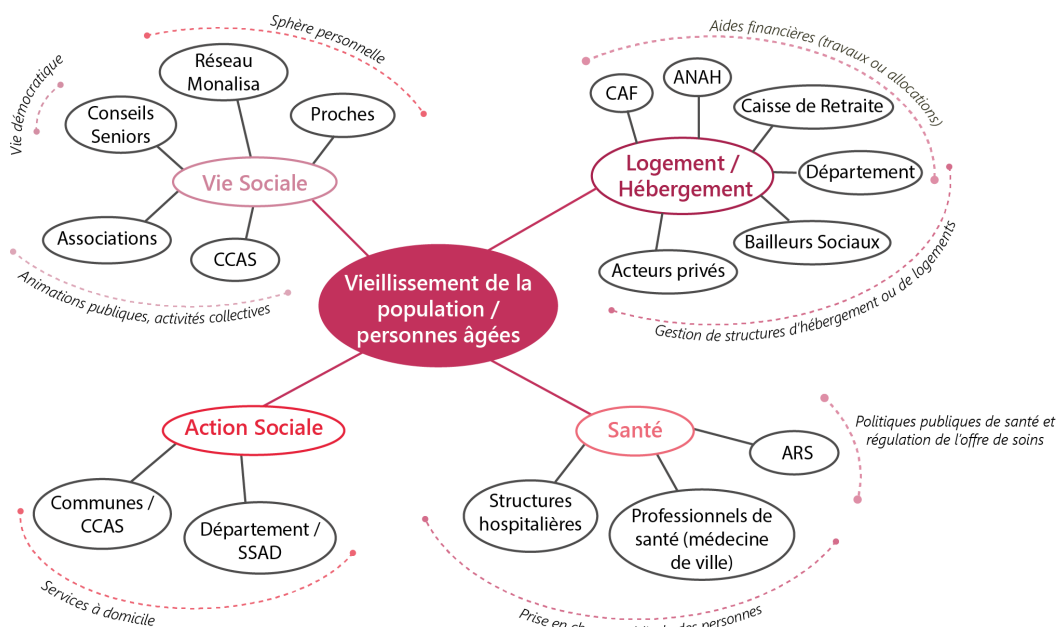 Sphère personnelle
Vie démocratique
Réseau
Monalisa
Conseils
Seniors
Proches
Vie Sociale
Associations
CCAS
Animations publiques, activités collectives
Aides financières (travaux ou allocations)
CAF
ANAH
Caisse de Retraite
Logement /
Hébergement
Département
Bailleurs Sociaux
Acteurs privés
Gestion de structures d'hébergement ou de logements
Vieillissement de la
population /
personnes âgées
Action Sociale
Communes /
CCAS
Département /
SSAD
Services à domicile
Santé
ARS
Structures
hospitalières
Professionnels de
santé (médecine
de ville)
Politiques publiques de santé et
régulation de l'offre de soins
Prise en des personnes